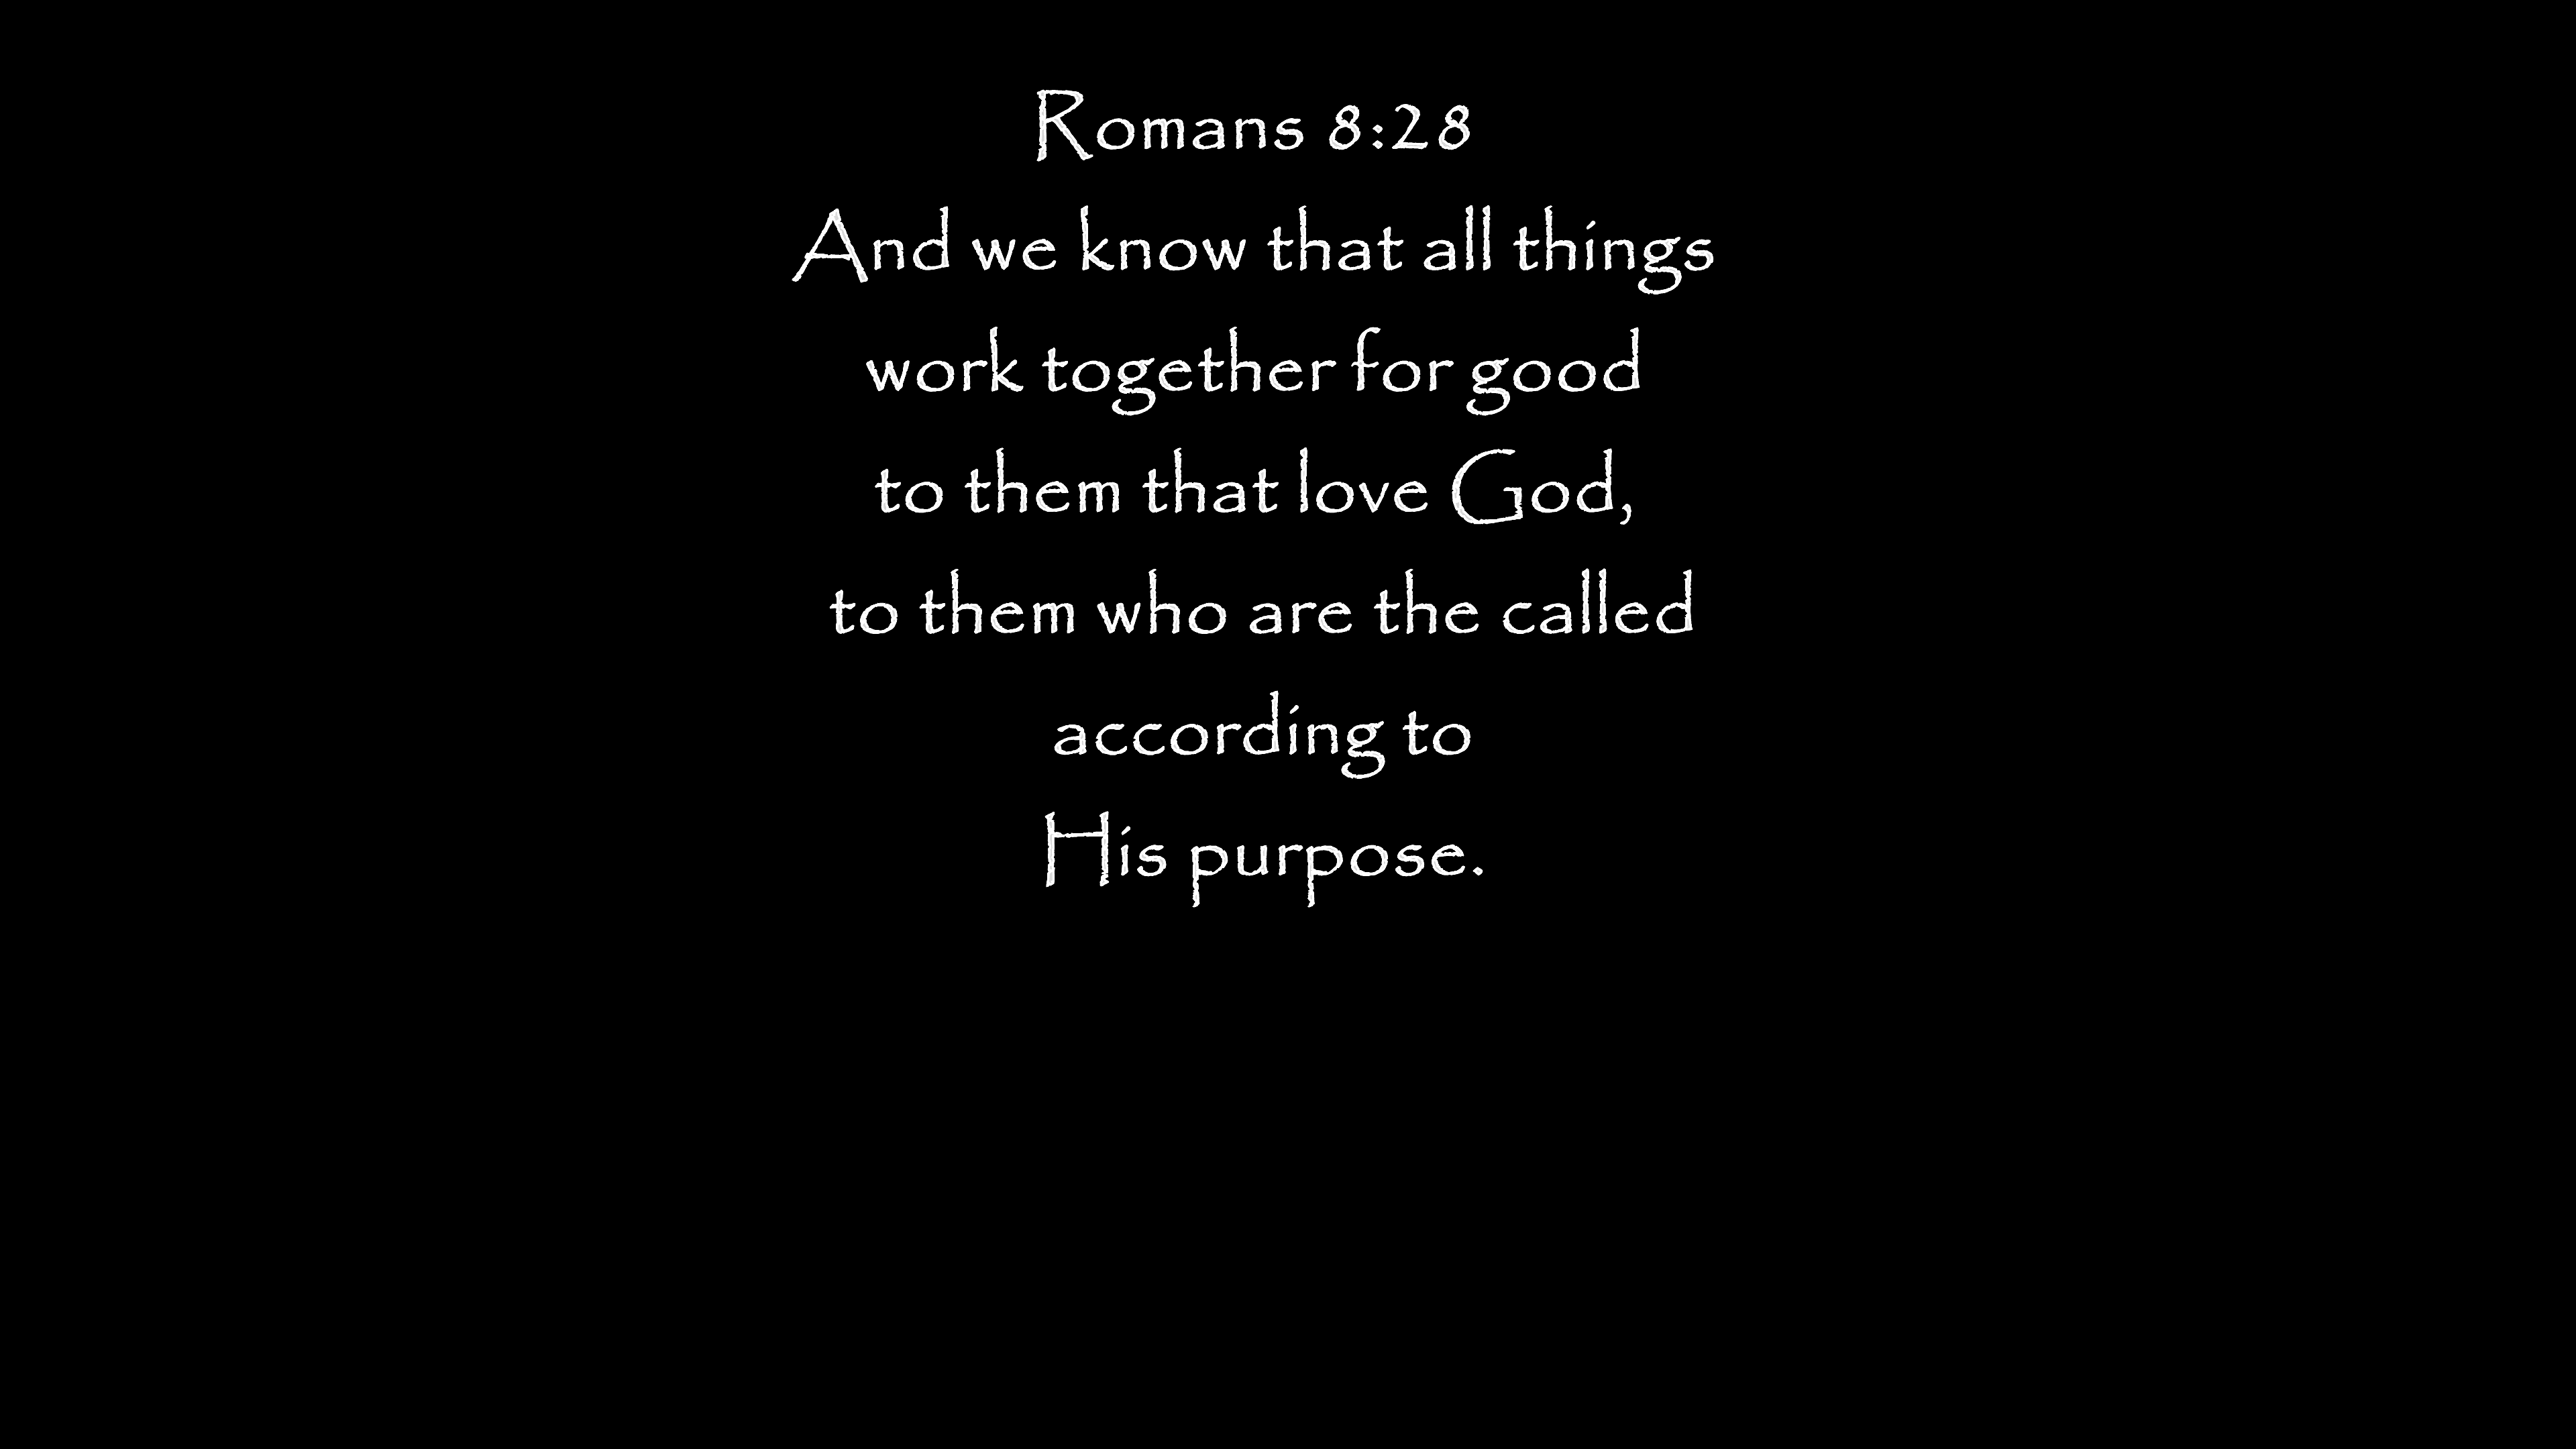 Romans 8:28
And we know that all things
work together for good
to them that love God,
to them who are the called
according to
His purpose.